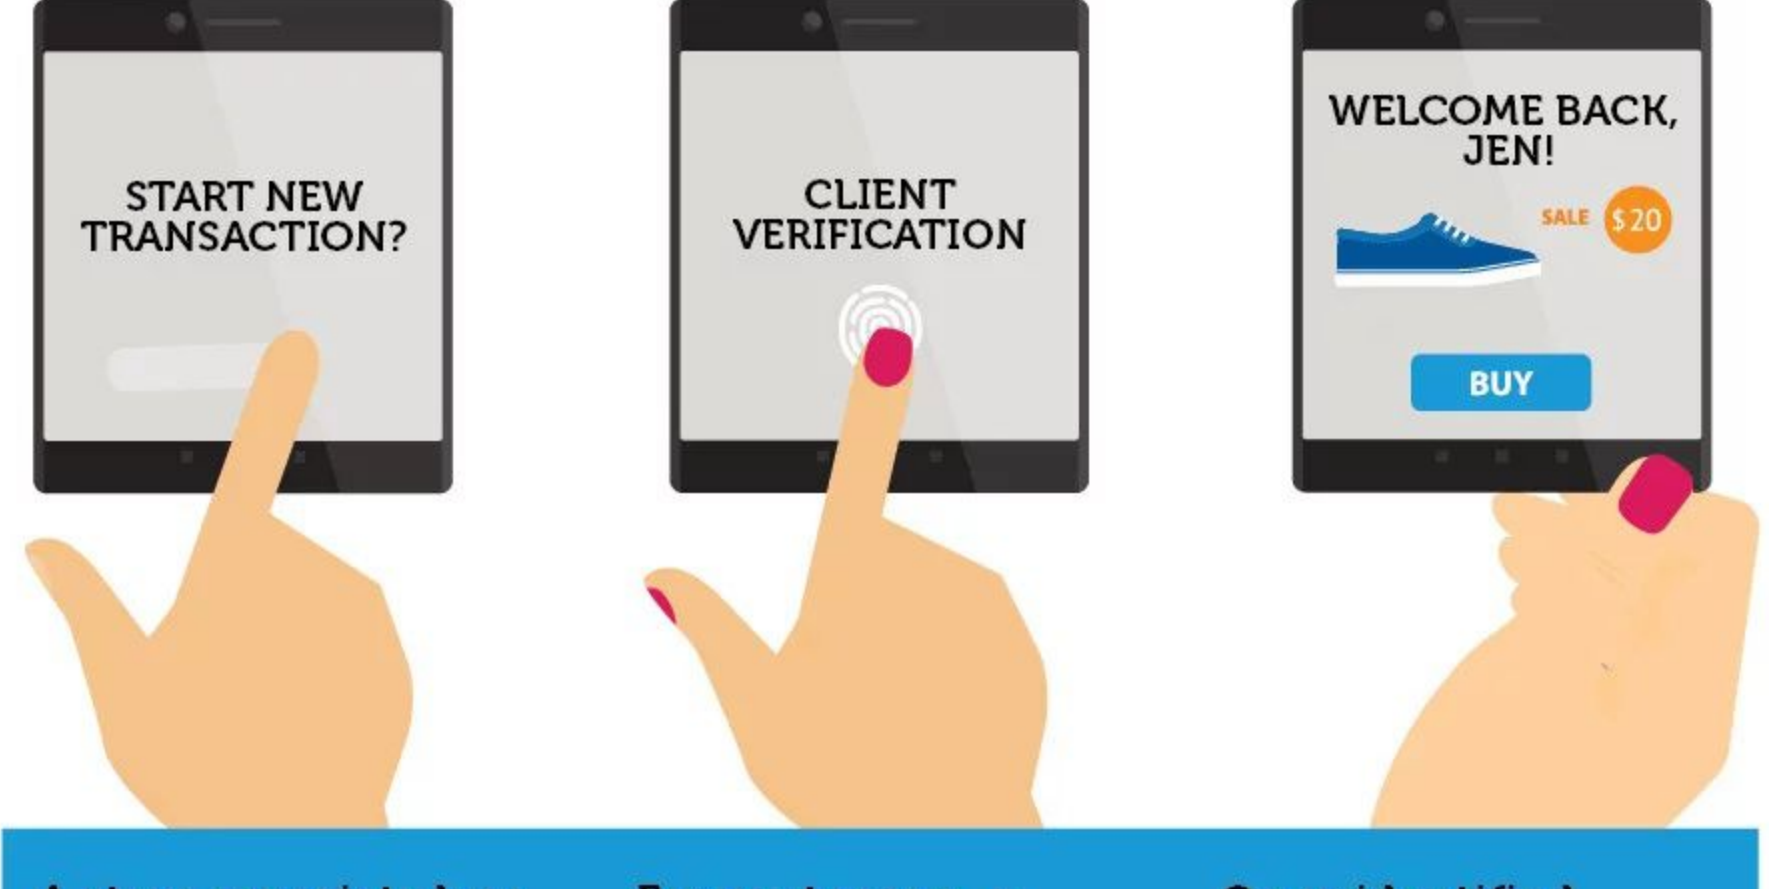 START NEW
TRANSACTION?
CLIENT
VERIFICATION
WELCOME BACK,
JEN!
SALE $20
BUY